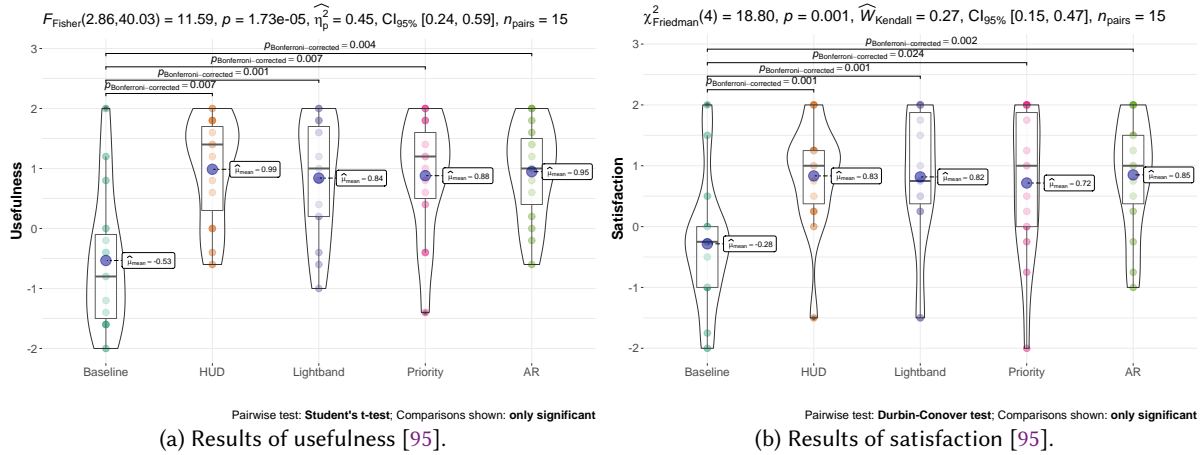 F_Fisher(2.86,40.03) = 11.59, p = 1.73e-05, η̂²_p = 0.45, CI_95% [0.24, 0.59], n_pairs = 15
p_Bonferroni−corrected = 0.004
p_Bonferroni−corrected = 0.007
p_Bonferroni−corrected = 0.001
p_Bonferroni−corrected = 0.007
3
2
1
0
-1
-2
Usefulness
μ̂_mean = -0.53
μ̂_mean = 0.99
μ̂_mean = 0.84
μ̂_mean = 0.88
μ̂_mean = 0.95
Baseline HUD Lightband Priority AR
Pairwise test: Student's t-test; Comparisons shown: only significant
(a) Results of usefulness [95].
χ²_Friedman(4) = 18.80, p = 0.001, Ŵ_Kendall = 0.27, CI_95% [0.15, 0.47], n_pairs = 15
p_Bonferroni−corrected = 0.002
p_Bonferroni−corrected = 0.024
p_Bonferroni−corrected = 0.001
p_Bonferroni−corrected = 0.001
3
2
1
0
-1
-2
Satisfaction
μ̂_mean = -0.28
μ̂_mean = 0.83
μ̂_mean = 0.82
μ̂_mean = 0.72
μ̂_mean = 0.85
Baseline HUD Lightband Priority AR
Pairwise test: Durbin-Conover test; Comparisons shown: only significant
(b) Results of satisfaction [95].